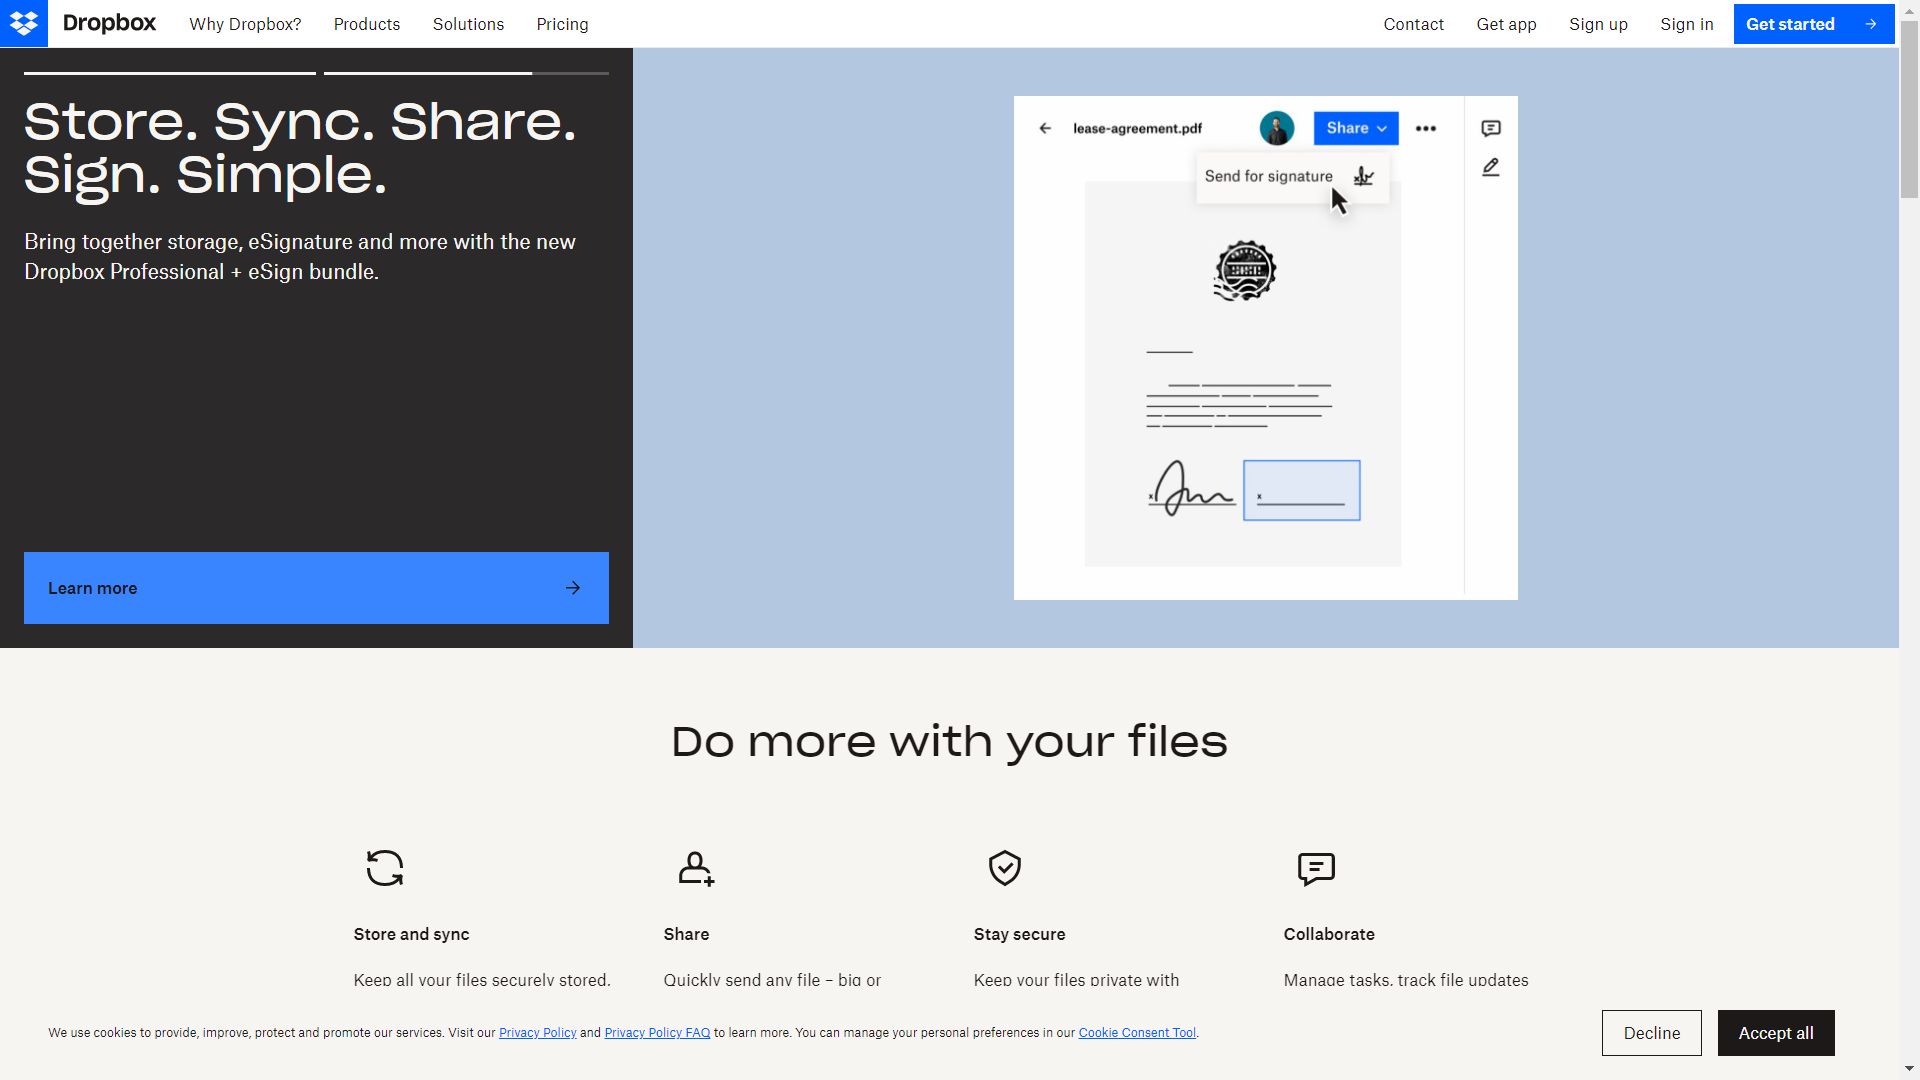 Dropbox
Why Dropbox?
Products
Solutions
Pricing
Contact
Get app
Sign up
Sign in
Get started
Store. Sync. Share.
Sign. Simple.
Bring together storage, eSignature and more with the new
Dropbox Professional + eSign bundle.
Learn more
lease-agreement.pdf
Share
Send for signature
x
x
Do more with your files
Store and sync
Share
Stay secure
Collaborate
Keep all your files securely stored,
Quickly send any file – big or
Keep your files private with
Manage tasks, track file updates
We use cookies to provide, improve, protect and promote our services. Visit our Privacy Policy and Privacy Policy FAQ to learn more. You can manage your personal preferences in our Cookie Consent Tool.
Decline
Accept all